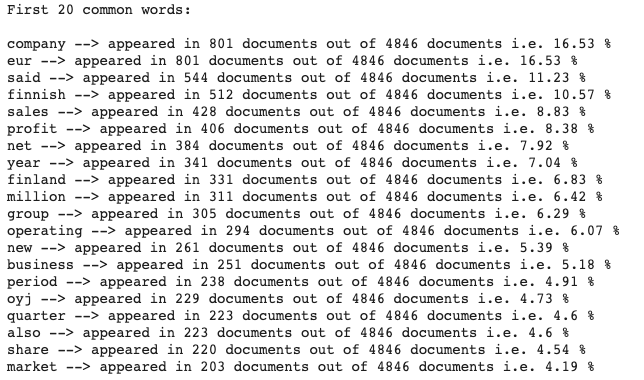 First 20 common words:
company --> appeared in 801 documents out of 4846 documents i.e. 16.53 %
eur --> appeared in 801 documents out of 4846 documents i.e. 16.53 %
said --> appeared in 544 documents out of 4846 documents i.e. 11.23 %
finnish --> appeared in 512 documents out of 4846 documents i.e. 10.57 %
sales --> appeared in 428 documents out of 4846 documents i.e. 8.83 %
profit --> appeared in 406 documents out of 4846 documents i.e. 8.38 %
net --> appeared in 384 documents out of 4846 documents i.e. 7.92 %
year --> appeared in 341 documents out of 4846 documents i.e. 7.04 %
finland --> appeared in 331 documents out of 4846 documents i.e. 6.83 %
million --> appeared in 311 documents out of 4846 documents i.e. 6.42 %
group --> appeared in 305 documents out of 4846 documents i.e. 6.29 %
operating --> appeared in 294 documents out of 4846 documents i.e. 6.07 %
new --> appeared in 261 documents out of 4846 documents i.e. 5.39 %
business --> appeared in 251 documents out of 4846 documents i.e. 5.18 %
period --> appeared in 238 documents out of 4846 documents i.e. 4.91 %
oyj --> appeared in 229 documents out of 4846 documents i.e. 4.73 %
quarter --> appeared in 223 documents out of 4846 documents i.e. 4.6 %
also --> appeared in 223 documents out of 4846 documents i.e. 4.6 %
share --> appeared in 220 documents out of 4846 documents i.e. 4.54 %
market --> appeared in 203 documents out of 4846 documents i.e. 4.19 %